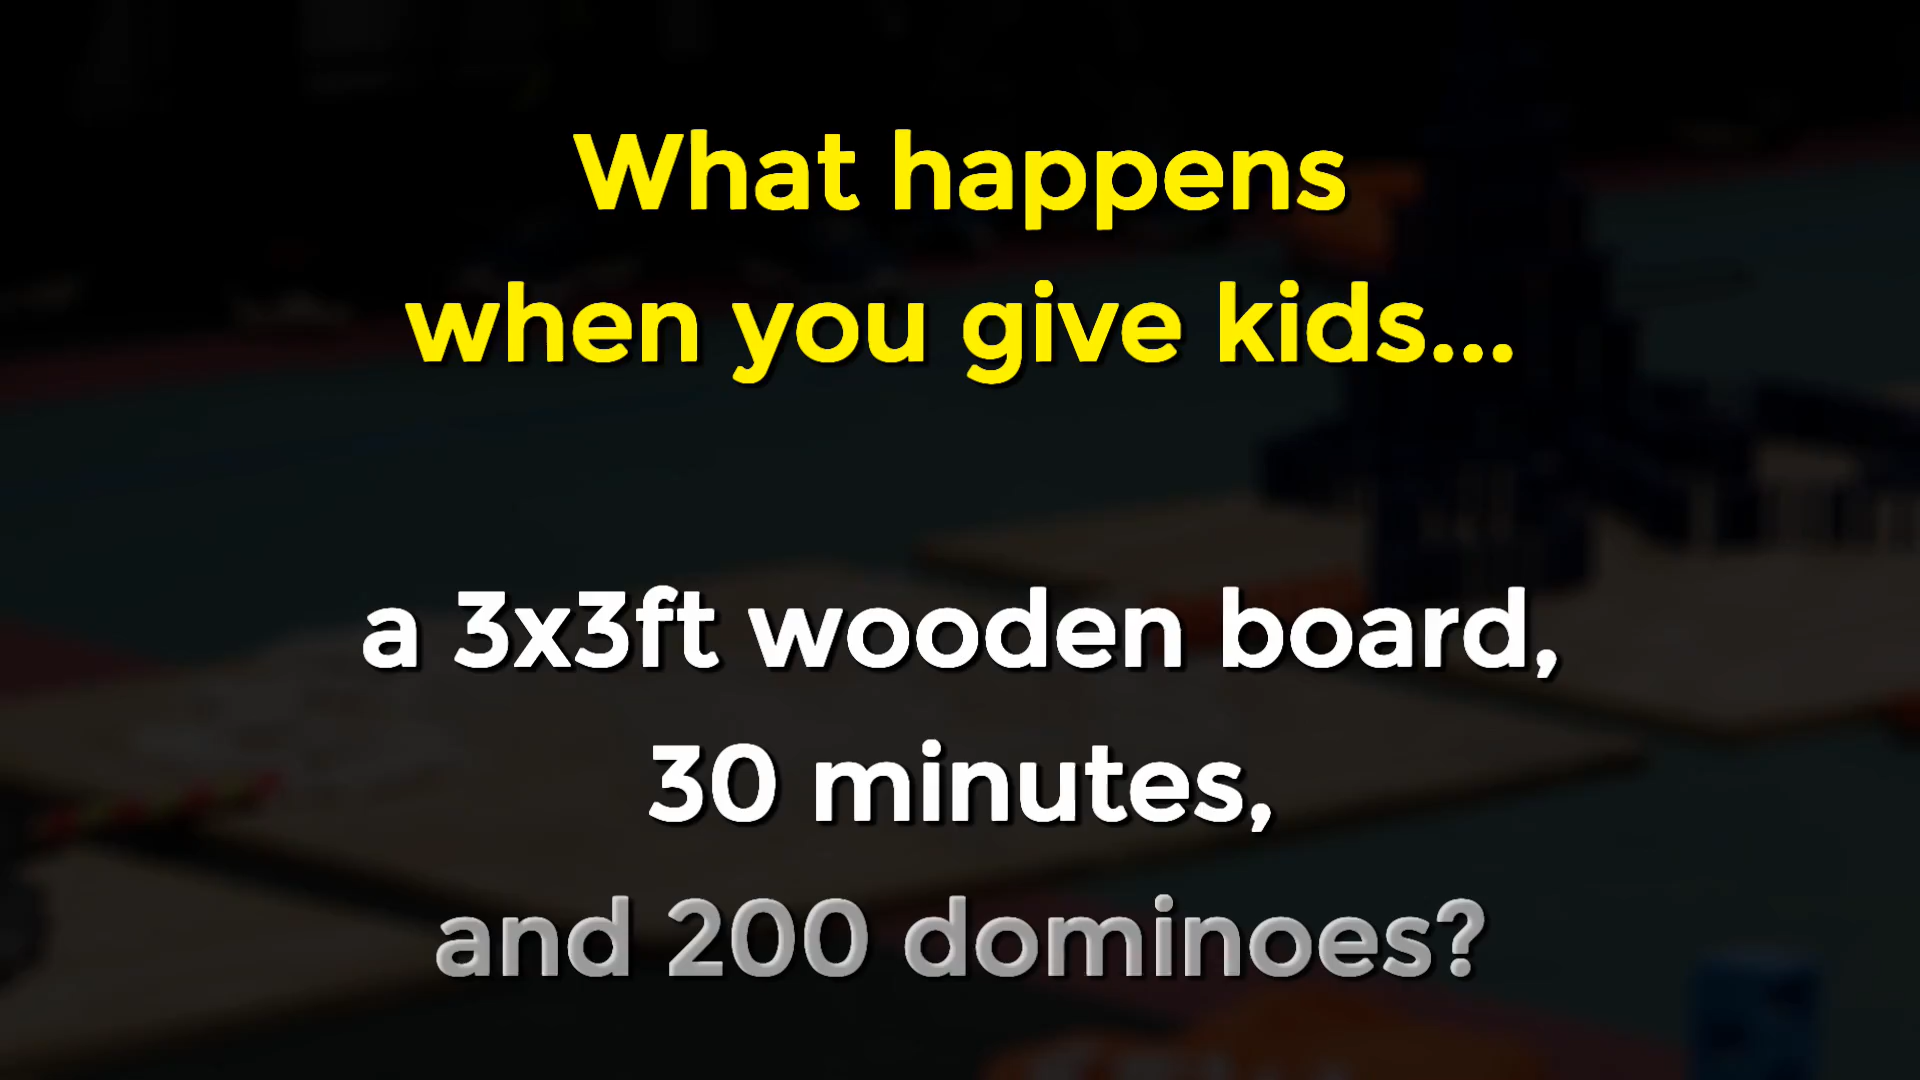 What happens
when you give kids...
a 3x3ft wooden board,
30 minutes,
and 200 dominoes?